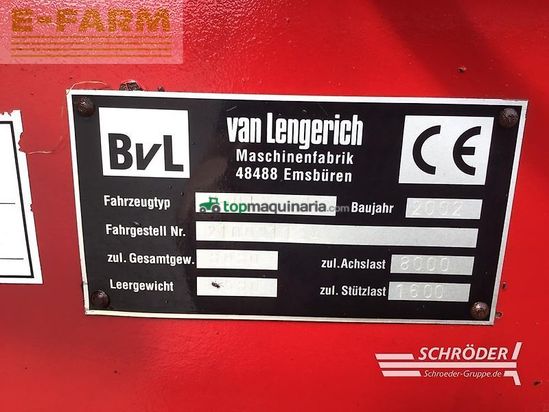 E-FARM
BvL
van Lengerich
Maschinenfabrik
48488 Emsbüren
CE
Fahrzeugtyp
topmaquinaria.com
Baujahr 2002
Fahrgestell Nr.
zul. Gesamtgew.
zul. Achslast 8000
Leergewicht
zul. Stützlast 1600
SCHRÖDER
Schroeder-Gruppe.de